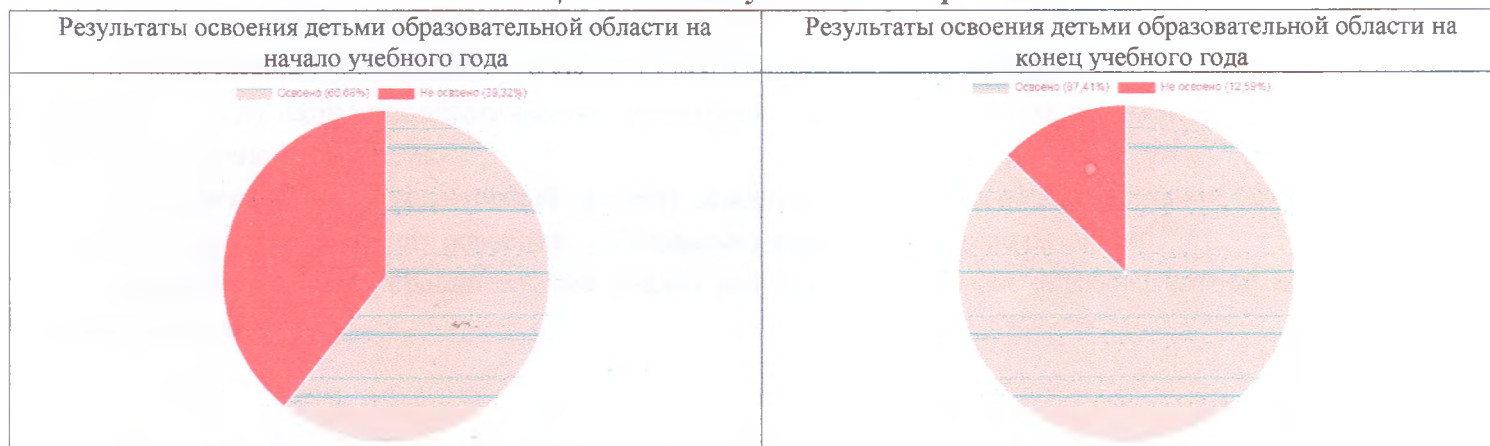 Результаты освоения детьми образовательной области на
начало учебного года
Результаты освоения детьми образовательной области на
конец учебного года
Освоено (60,68%) Не освоено (39,32%)
Освоено (87,41%) Не освоено (12,59%)